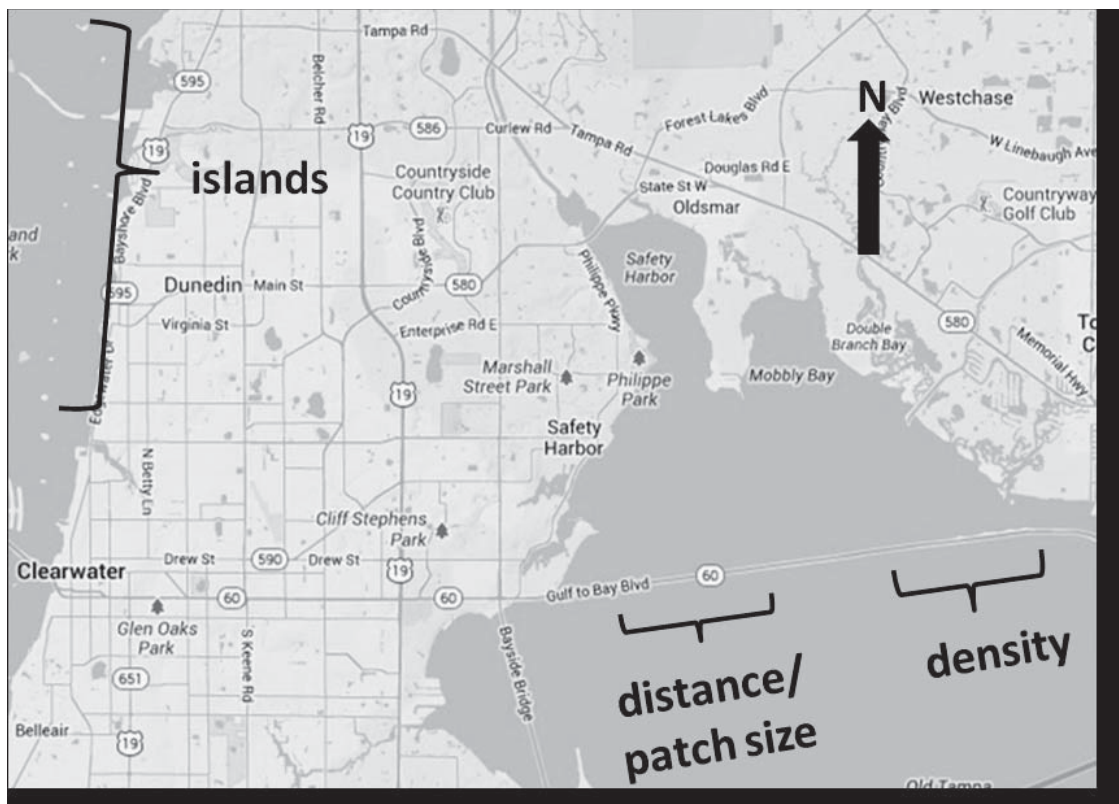 Tampa Rd
595
Belcher Rd
19
586
Curlew Rd
Tampa Rd
Forest Lakes Blvd
N
Westchase
W Linebaugh Ave
19
islands
Countryside
Country Club
Douglas Rd E
State St W
Oldsmar
Countryway
Golf Club
Bayshore Blvd
and
k
595
Dunedin
Main St
Countryside Blvd
580
Philippe Pkwy
Safety
Harbor
Virginia St
Enterprise Rd E
Double
Branch Bay
580
Memorial Hwy
To
C
Edgewater Dr
Marshall
Street Park
Philippe
Park
Mobbly Bay
19
Safety
Harbor
N Betty Ln
Cliff Stephens
Park
Clearwater
Drew St
590
Drew St
19
60
60
Gulf to Bay Blvd
60
Glen Oaks
Park
S Keene Rd
Bayside Bridge
distance/
patch size
density
651
Belleair
19
Old Tampa